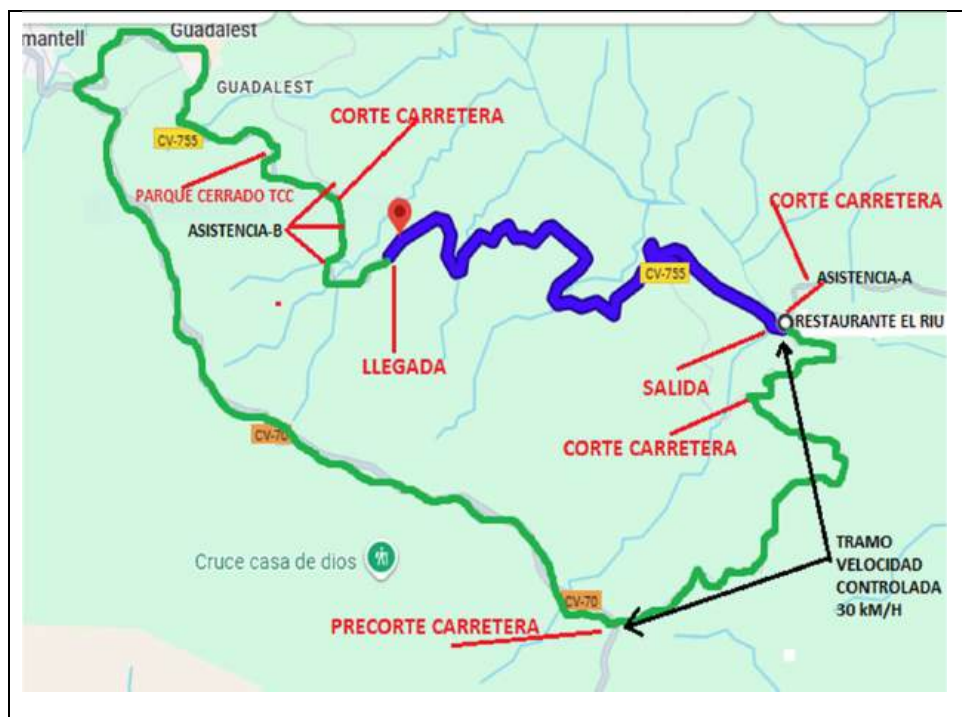 mantell
Guadalest
GUADALEST
CORTE CARRETERA
CV-755
PARQUE CERRADO TCC
CORTE CARRETERA
ASISTENCIA-B
CV-755
ASISTENCIA-A
RESTAURANTE EL RIU
LLEGADA
SALIDA
CV-70
CORTE CARRETERA
Cruce casa de dios
TRAMO
VELOCIDAD
CONTROLADA
30 kM/H
CV-70
PRECORTE CARRETERA